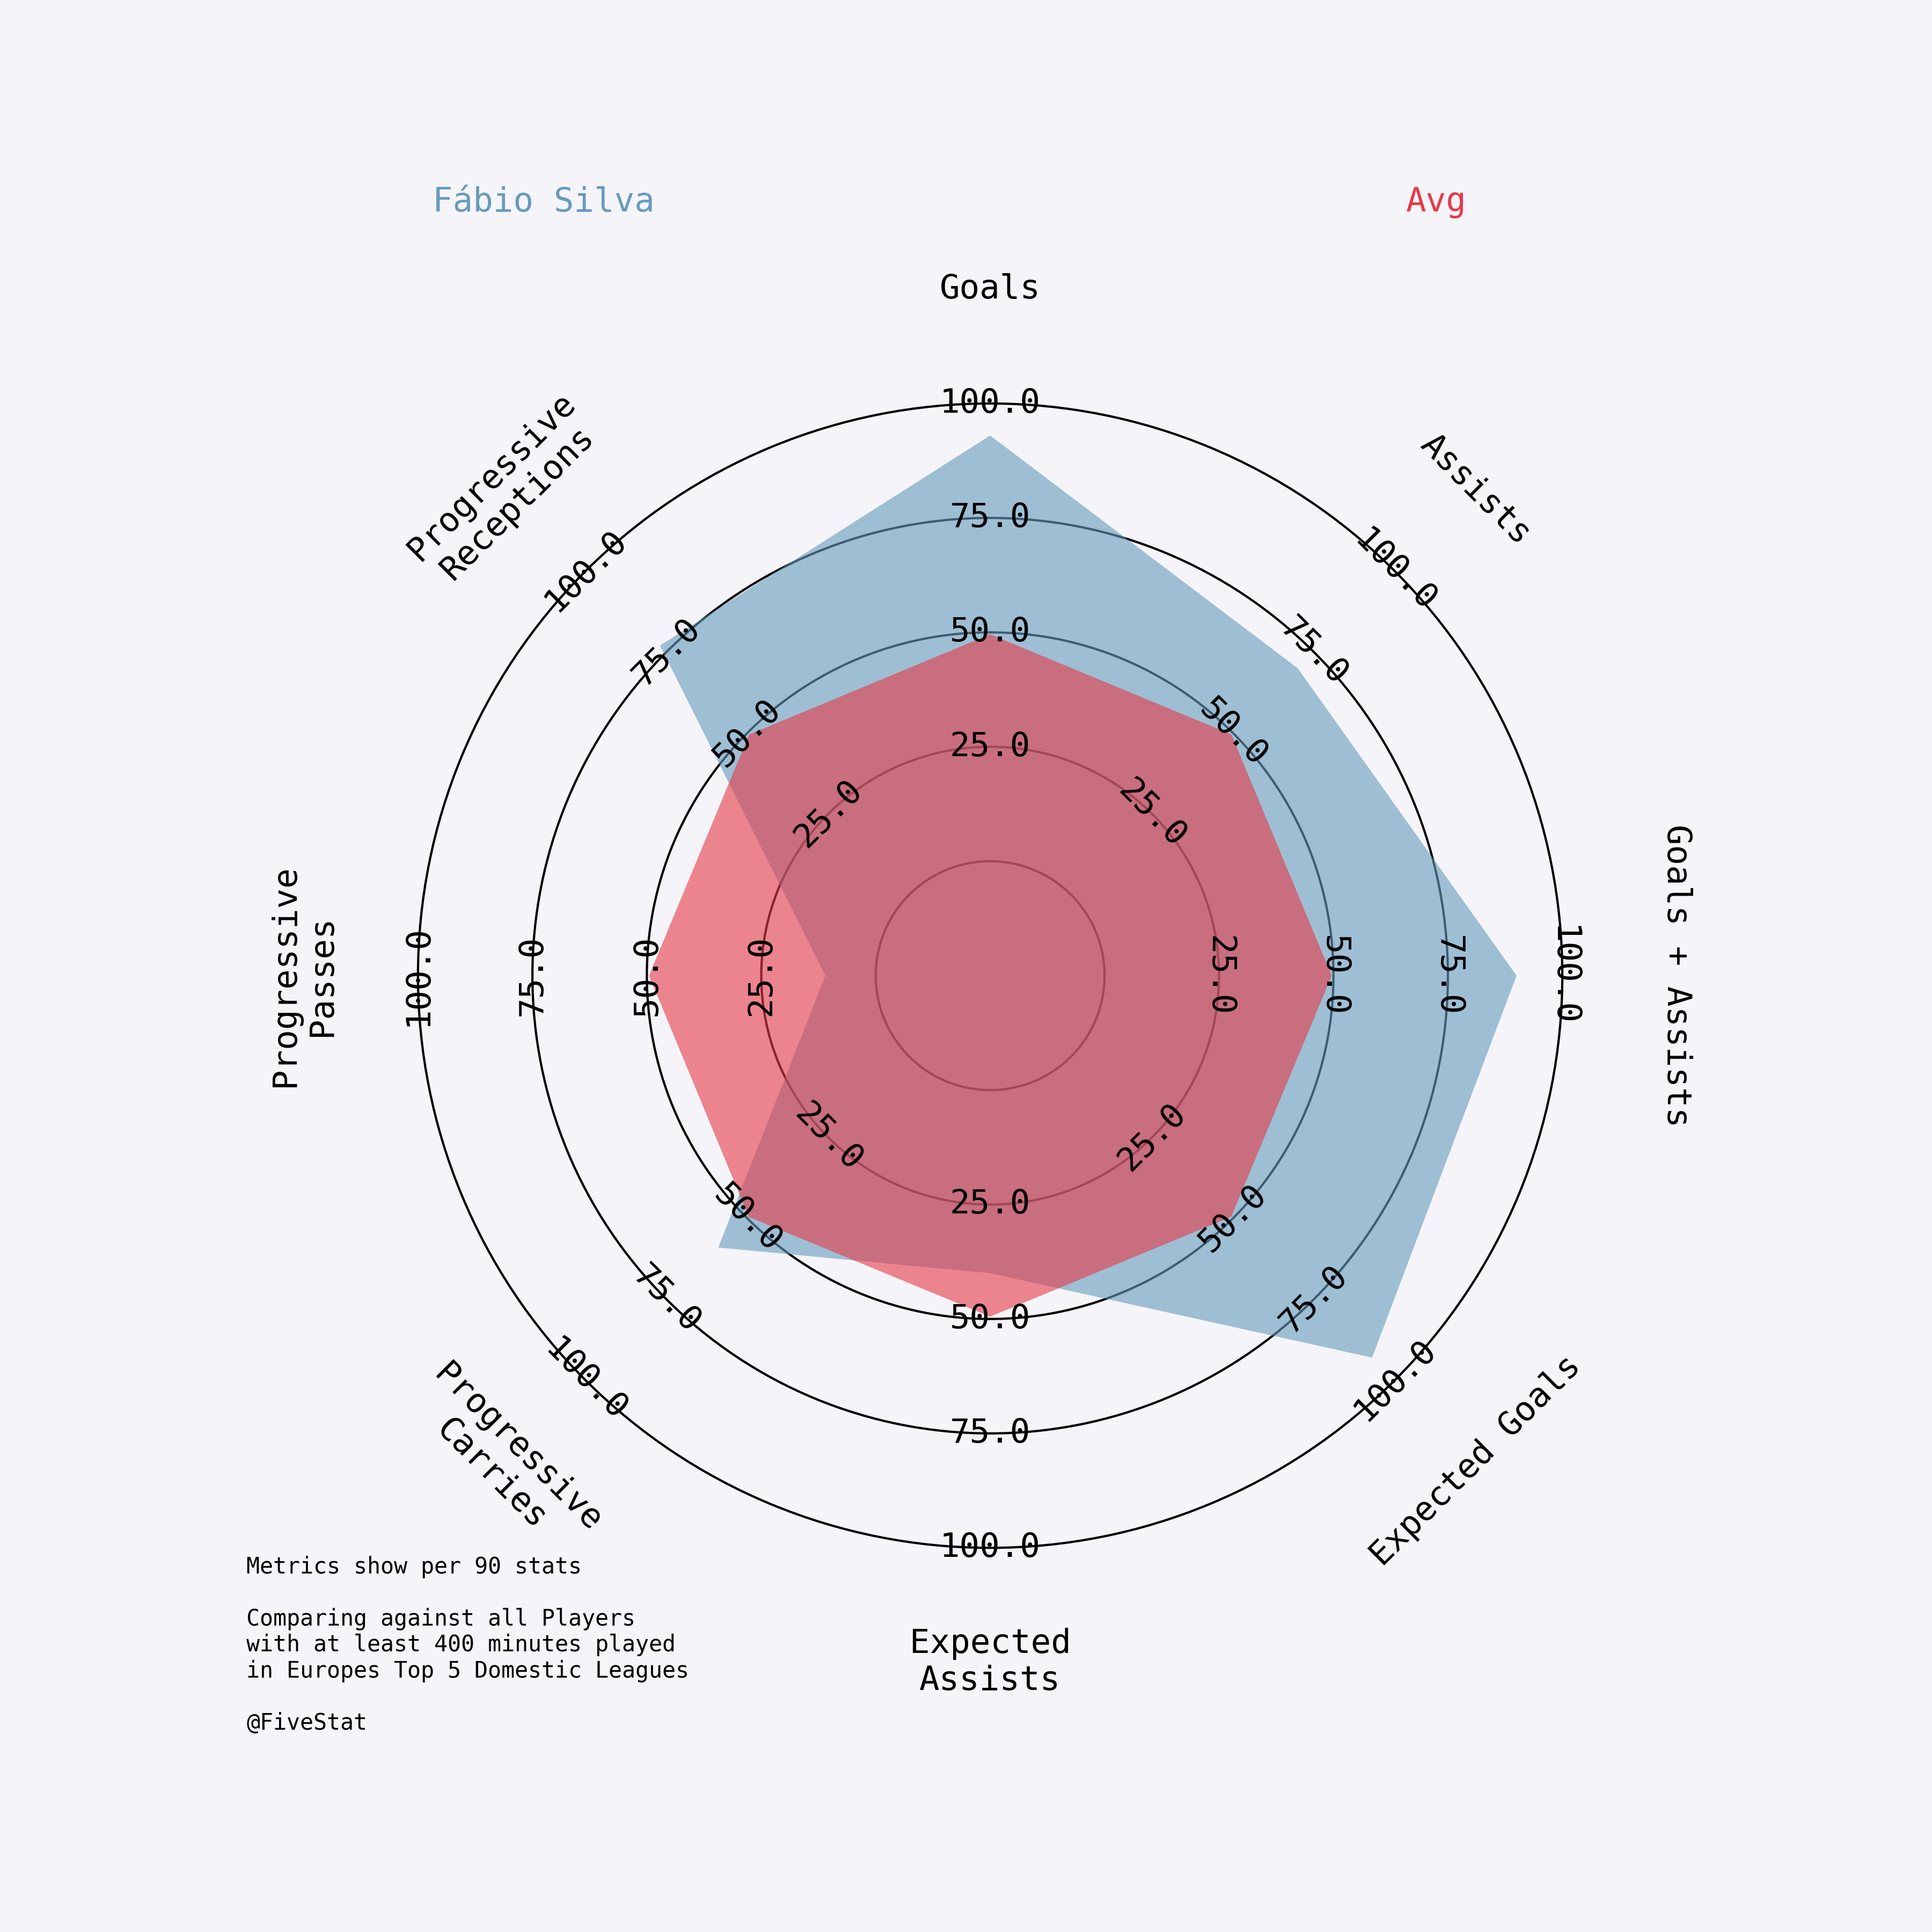 Fábio Silva
Avg
Goals
Assists
Goals + Assists
Expected Goals
Expected
Assists
Progressive
Carries
Progressive
Passes
Progressive
Receptions
25.0
50.0
75.0
100.0
25.0
50.0
75.0
100.0
25.0
50.0
75.0
100.0
25.0
50.0
75.0
100.0
25.0
50.0
75.0
100.0
25.0
50.0
75.0
100.0
25.0
50.0
75.0
100.0
25.0
50.0
75.0
100.0
Metrics show per 90 stats
Comparing against all Players
with at least 400 minutes played
in Europes Top 5 Domestic Leagues
@FiveStat